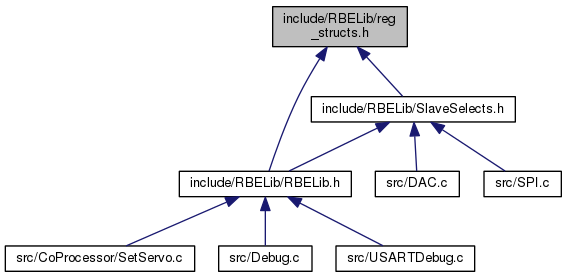 include/RBELib/reg
_structs.h
include/RBELib/SlaveSelects.h
include/RBELib/RBELib.h
src/DAC.c
src/SPI.c
src/CoProcessor/SetServo.c
src/Debug.c
src/USARTDebug.c